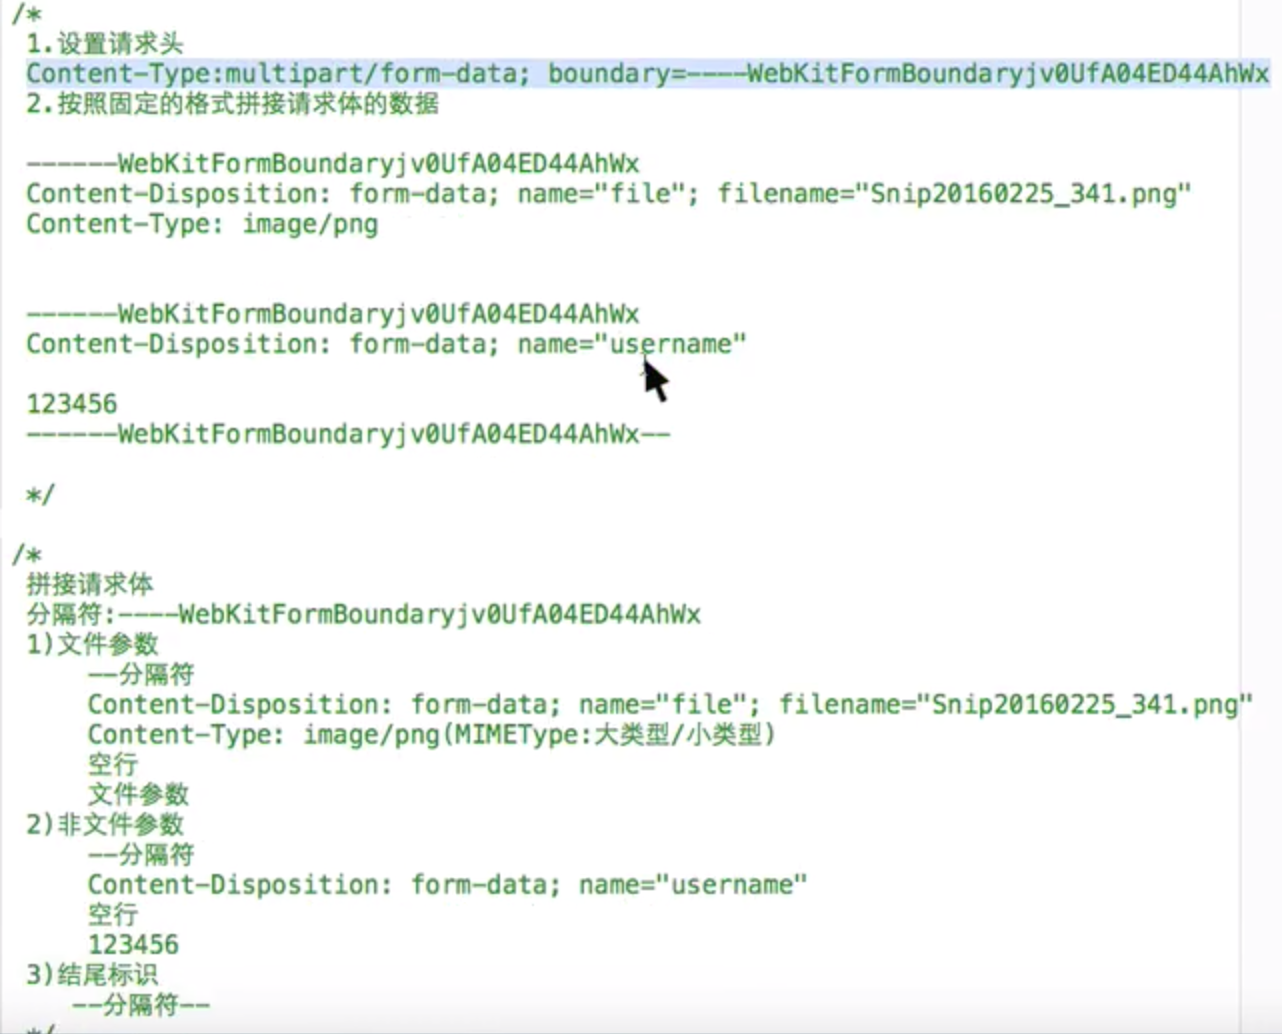 /*
1.设置请求头
Content-Type:multipart/form-data; boundary=----WebKitFormBoundaryjv0UfA04ED44AhWx
2.按照固定的格式拼接请求体的数据
------WebKitFormBoundaryjv0UfA04ED44AhWx
Content-Disposition: form-data; name="file"; filename="Snip20160225_341.png"
Content-Type: image/png
------WebKitFormBoundaryjv0UfA04ED44AhWx
Content-Disposition: form-data; name="username"
123456
------WebKitFormBoundaryjv0UfA04ED44AhWx--
*/
/*
拼接请求体
分隔符:----WebKitFormBoundaryjv0UfA04ED44AhWx
1)文件参数
--分隔符
Content-Disposition: form-data; name="file"; filename="Snip20160225_341.png"
Content-Type: image/png(MIMEType:大类型/小类型)
空行
文件参数
2)非文件参数
--分隔符
Content-Disposition: form-data; name="username"
空行
123456
3)结尾标识
--分隔符--
*/